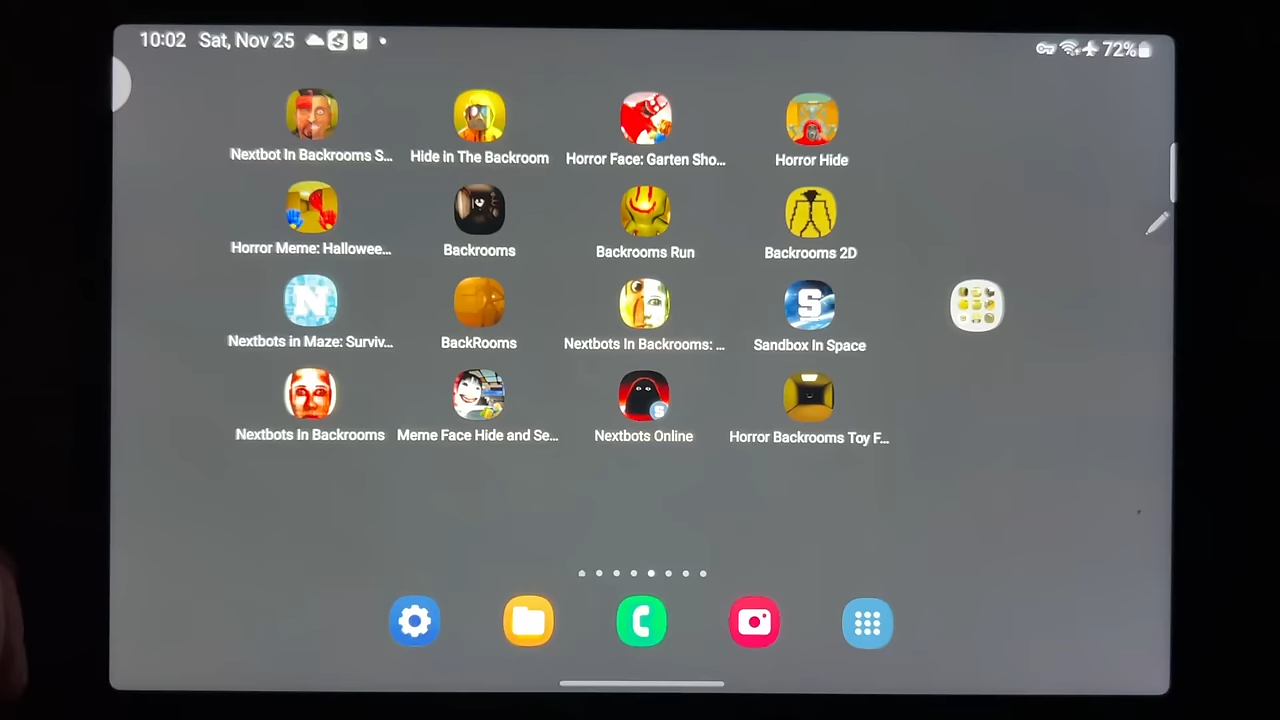 10:02 Sat, Nov 25 72%
Nextbot In Backrooms S...
Hide in The Backroom
Horror Face: Garten Sho...
Horror Hide
Horror Meme: Hallowee...
Backrooms
Backrooms Run
Backrooms 2D
N
S
Nextbots in Maze: Surviv...
BackRooms
Nextbots In Backrooms: ...
Sandbox In Space
S
Nextbots In Backrooms
Meme Face Hide and Se...
Nextbots Online
Horror Backrooms Toy F...